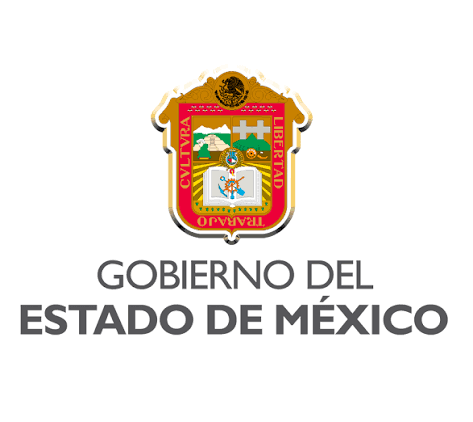 CVLTVRA
LIBERTAD
TRABAJO
GOBIERNO DEL
ESTADO DE MÉXICO